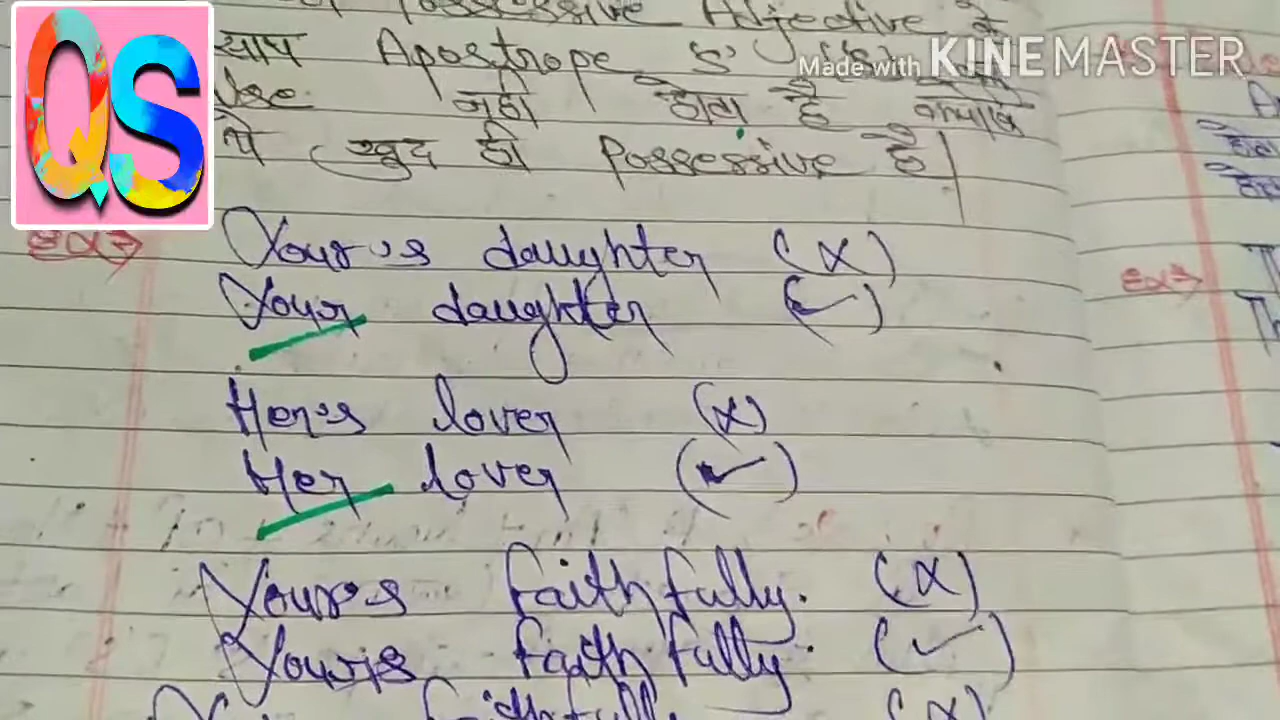 Possessive Adjective के
साथ Apostrope S'
Use नही होता है क्योकि
ये खुद ही Possessive है।
Ex→ Your's daughter (×)
Your daughter (✓)
Her's lover (×)
Her lover (✓)
Your's faithfully. (×)
Yours faithfully. (✓)
(×)
Ex→
QS
Made with KINEMASTER